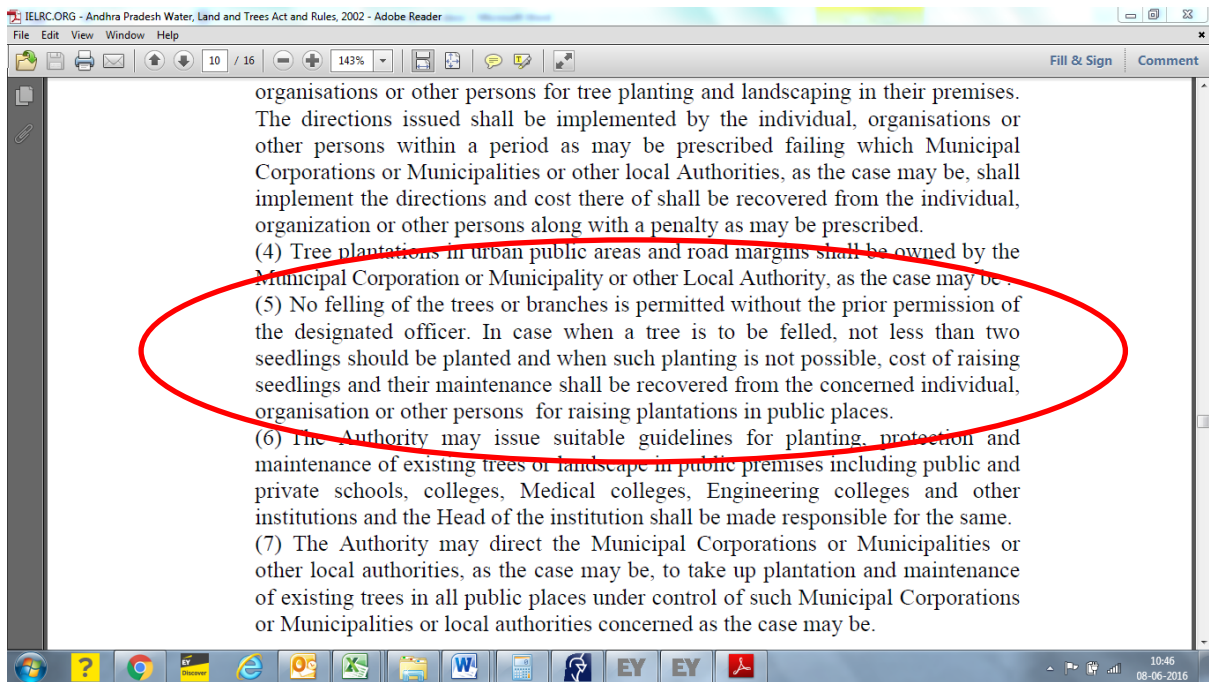 IELRC.ORG - Andhra Pradesh Water, Land and Trees Act and Rules, 2002 - Adobe Reader
File Edit View Window Help
10 / 16 143% Fill & Sign Comment
organisations or other persons for tree planting and landscaping in their premises.
The directions issued shall be implemented by the individual, organisations or
other persons within a period as may be prescribed failing which Municipal
Corporations or Municipalities or other local Authorities, as the case may be, shall
implement the directions and cost there of shall be recovered from the individual,
organization or other persons along with a penalty as may be prescribed.
(4) Tree plantations in urban public areas and road margins shall be owned by the
Municipal Corporation or Municipality or other Local Authority, as the case may be .
(5) No felling of the trees or branches is permitted without the prior permission of
the designated officer. In case when a tree is to be felled, not less than two
seedlings should be planted and when such planting is not possible, cost of raising
seedlings and their maintenance shall be recovered from the concerned individual,
organisation or other persons for raising plantations in public places.
(6) The Authority may issue suitable guidelines for planting, protection and
maintenance of existing trees or landscape in public premises including public and
private schools, colleges, Medical colleges, Engineering colleges and other
institutions and the Head of the institution shall be made responsible for the same.
(7) The Authority may direct the Municipal Corporations or Municipalities or
other local authorities, as the case may be, to take up plantation and maintenance
of existing trees in all public places under control of such Municipal Corporations
or Municipalities or local authorities concerned as the case may be.
EY Discover EY EY 10:46
08-06-2016